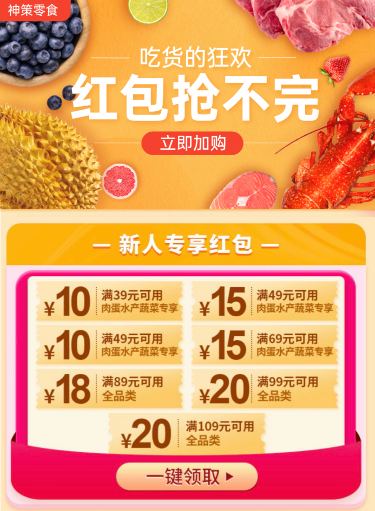 神策零食
吃货的狂欢
红包抢不完
立即加购
新人专享红包
¥10 满39元可用
肉蛋水产蔬菜专享
¥15 满49元可用
肉蛋水产蔬菜专享
¥10 满49元可用
肉蛋水产蔬菜专享
¥15 满69元可用
肉蛋水产蔬菜专享
¥18 满89元可用
全品类
¥20 满99元可用
全品类
¥20 满109元可用
全品类
一键领取